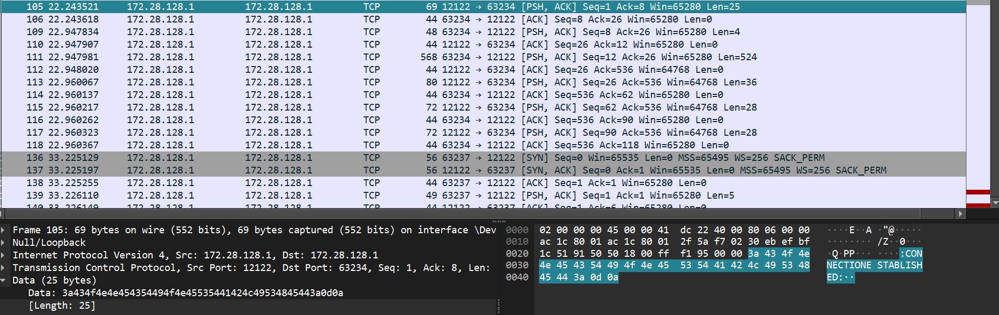 105 22.243521 172.28.128.1 172.28.128.1 TCP 69 12122 → 63234 [PSH, ACK] Seq=1 Ack=8 Win=65280 Len=25
106 22.243618 172.28.128.1 172.28.128.1 TCP 44 63234 → 12122 [ACK] Seq=8 Ack=26 Win=65280 Len=0
109 22.947834 172.28.128.1 172.28.128.1 TCP 48 63234 → 12122 [PSH, ACK] Seq=8 Ack=26 Win=65280 Len=4
110 22.947907 172.28.128.1 172.28.128.1 TCP 44 12122 → 63234 [ACK] Seq=26 Ack=12 Win=65280 Len=0
111 22.947981 172.28.128.1 172.28.128.1 TCP 568 63234 → 12122 [PSH, ACK] Seq=12 Ack=26 Win=65280 Len=524
112 22.948020 172.28.128.1 172.28.128.1 TCP 44 12122 → 63234 [ACK] Seq=26 Ack=536 Win=64768 Len=0
113 22.960067 172.28.128.1 172.28.128.1 TCP 80 12122 → 63234 [PSH, ACK] Seq=26 Ack=536 Win=64768 Len=36
114 22.960137 172.28.128.1 172.28.128.1 TCP 44 63234 → 12122 [ACK] Seq=536 Ack=62 Win=65280 Len=0
115 22.960217 172.28.128.1 172.28.128.1 TCP 72 12122 → 63234 [PSH, ACK] Seq=62 Ack=536 Win=64768 Len=28
116 22.960262 172.28.128.1 172.28.128.1 TCP 44 63234 → 12122 [ACK] Seq=536 Ack=90 Win=65280 Len=0
117 22.960323 172.28.128.1 172.28.128.1 TCP 72 12122 → 63234 [PSH, ACK] Seq=90 Ack=536 Win=64768 Len=28
118 22.960367 172.28.128.1 172.28.128.1 TCP 44 63234 → 12122 [ACK] Seq=536 Ack=118 Win=65280 Len=0
136 33.225129 172.28.128.1 172.28.128.1 TCP 56 63237 → 12122 [SYN] Seq=0 Win=65535 Len=0 MSS=65495 WS=256 SACK_PERM
137 33.225197 172.28.128.1 172.28.128.1 TCP 56 12122 → 63237 [SYN, ACK] Seq=0 Ack=1 Win=65535 Len=0 MSS=65495 WS=256 SACK_PERM
138 33.225255 172.28.128.1 172.28.128.1 TCP 44 63237 → 12122 [ACK] Seq=1 Ack=1 Win=65280 Len=0
139 33.226110 172.28.128.1 172.28.128.1 TCP 49 63237 → 12122 [PSH, ACK] Seq=1 Ack=1 Win=65280 Len=5
140 33.226149 172.28.128.1 172.28.128.1 TCP 44 12122 → 63237 [ACK] Seq=1 Ack=6 Win=65280 Len=0
Frame 105: 69 bytes on wire (552 bits), 69 bytes captured (552 bits) on interface \Dev
Null/Loopback
Internet Protocol Version 4, Src: 172.28.128.1, Dst: 172.28.128.1
Transmission Control Protocol, Src Port: 12122, Dst Port: 63234, Seq: 1, Ack: 8, Len:
Data (25 bytes)
Data: 3a434f4e4e454354494f4e45535441424c49534845443a0d0a
[Length: 25]
0000 02 00 00 00 45 00 00 41 dc 22 40 00 80 06 00 00 ····E··A ·"@·····
0010 ac 1c 80 01 ac 1c 80 01 2f 5a f7 02 30 eb ef bf ········ /Z··0···
0020 1c 51 91 50 50 18 00 ff f1 95 00 00 3a 43 4f 4e ·Q·PP··· ····:CON
0030 4e 45 43 54 49 4f 4e 45 53 54 41 42 4c 49 53 48 NECTIONE STABLISH
0040 45 44 3a 0d 0a ED:··